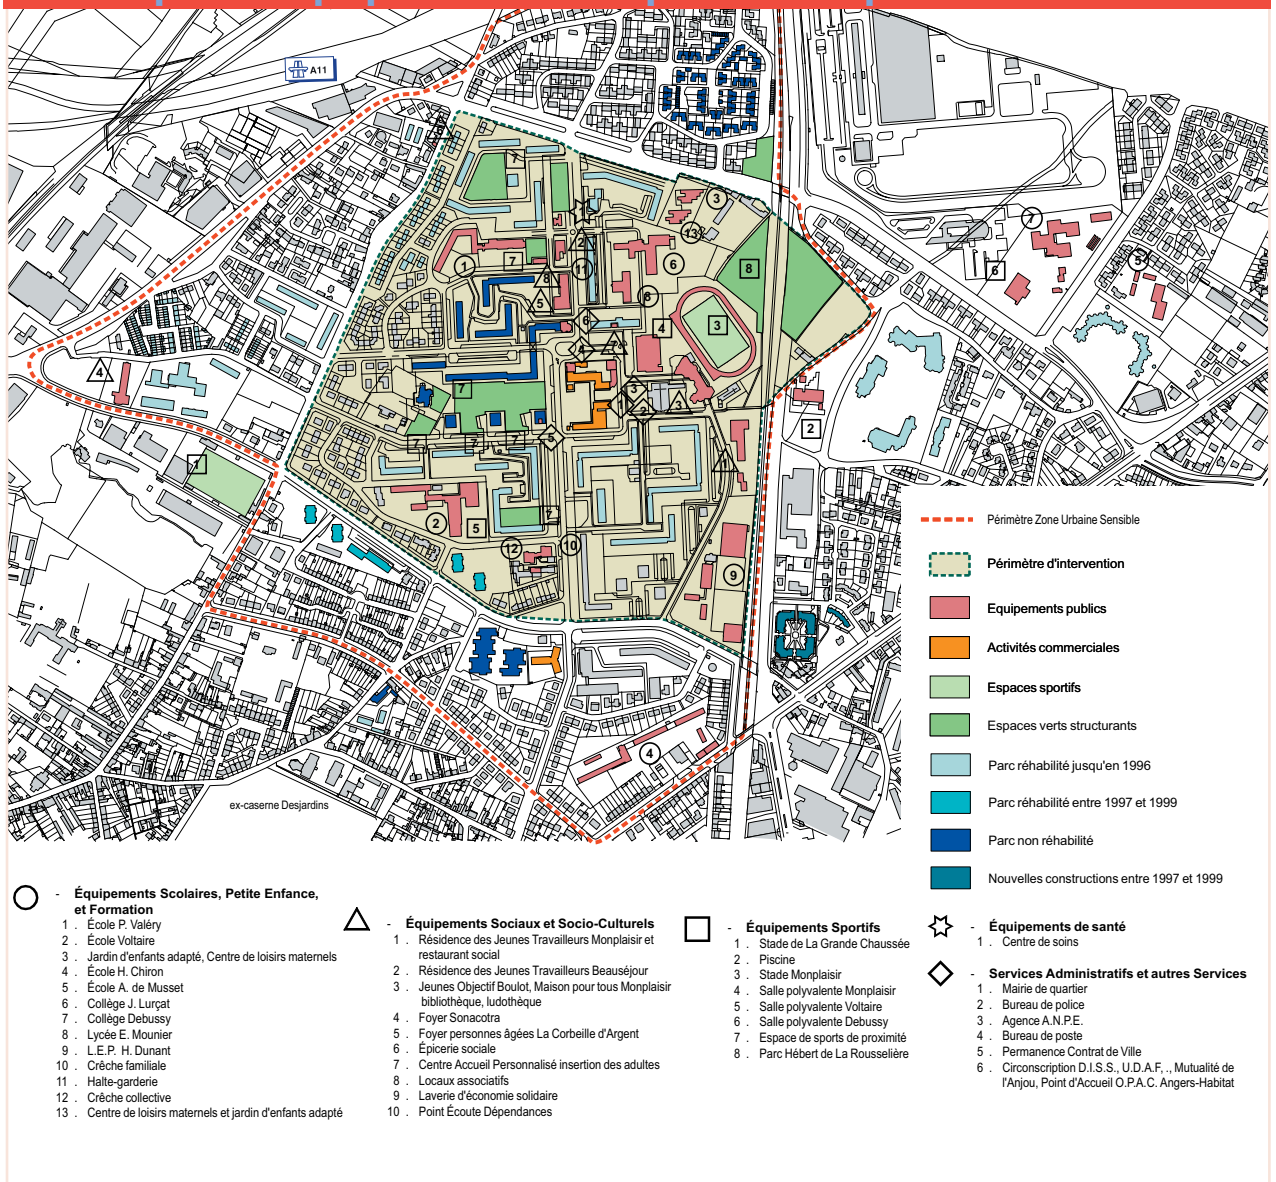 A11
ex-caserne Desjardins
Périmètre Zone Urbaine Sensible
Périmètre d'intervention
Equipements publics
Activités commerciales
Espaces sportifs
Espaces verts structurants
Parc réhabilité jusqu'en 1996
Parc réhabilité entre 1997 et 1999
Parc non réhabilité
Nouvelles constructions entre 1997 et 1999
- Équipements Scolaires, Petite Enfance,
et Formation
1 . École P. Valéry
2 . École Voltaire
3 . Jardin d'enfants adapté, Centre de loisirs maternels
4 . École H. Chiron
5 . École A. de Musset
6 . Collège J. Lurçat
7 . Collège Debussy
8 . Lycée E. Mounier
9 . L.E.P. H. Dunant
10 . Crêche familiale
11 . Halte-garderie
12 . Crêche collective
13 . Centre de loisirs maternels et jardin d'enfants adapté
- Équipements Sociaux et Socio-Culturels
1 . Résidence des Jeunes Travailleurs Monplaisir et
restaurant social
2 . Résidence des Jeunes Travailleurs Beauséjour
3 . Jeunes Objectif Boulot, Maison pour tous Monplaisir
bibliothèque, ludothèque
4 . Foyer Sonacotra
5 . Foyer personnes âgées La Corbeille d'Argent
6 . Épicerie sociale
7 . Centre Accueil Personnalisé insertion des adultes
8 . Locaux associatifs
9 . Laverie d'économie solidaire
10 . Point Écoute Dépendances
- Équipements Sportifs
1 . Stade de La Grande Chaussée
2 . Piscine
3 . Stade Monplaisir
4 . Salle polyvalente Monplaisir
5 . Salle polyvalente Voltaire
6 . Salle polyvalente Debussy
7 . Espace de sports de proximité
8 . Parc Hébert de La Rousselière
- Équipements de santé
1 . Centre de soins
- Services Administratifs et autres Services
1 . Mairie de quartier
2 . Bureau de police
3 . Agence A.N.P.E.
4 . Bureau de poste
5 . Permanence Contrat de Ville
6 . Circonscription D.I.S.S., U.D.A.F, ., Mutualité de
l'Anjou, Point d'Accueil O.P.A.C. Angers-Habitat